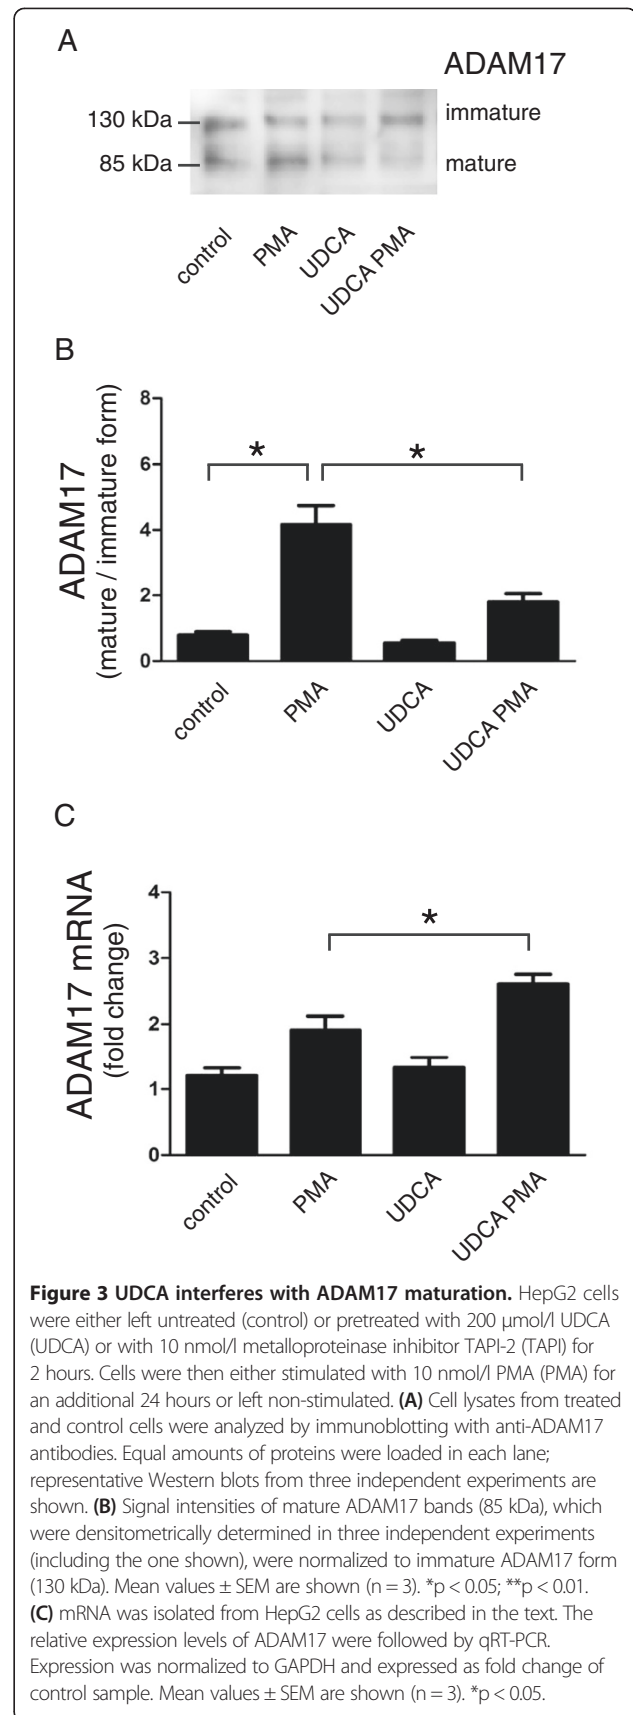 A
ADAM17
130 kDa
immature
85 kDa
mature
control
PMA
UDCA
UDCA PMA
B
ADAM17
(mature / immature form)
8
6
4
2
0
*
*
control
PMA
UDCA
UDCA PMA
C
ADAM17 mRNA
(fold change)
4
3
2
1
0
*
control
PMA
UDCA
UDCA PMA
Figure 3 UDCA interferes with ADAM17 maturation. HepG2 cells
were either left untreated (control) or pretreated with 200 μmol/l UDCA
(UDCA) or with 10 nmol/l metalloproteinase inhibitor TAPI-2 (TAPI) for
2 hours. Cells were then either stimulated with 10 nmol/l PMA (PMA) for
an additional 24 hours or left non-stimulated. (A) Cell lysates from treated
and control cells were analyzed by immunoblotting with anti-ADAM17
antibodies. Equal amounts of proteins were loaded in each lane;
representative Western blots from three independent experiments are
shown. (B) Signal intensities of mature ADAM17 bands (85 kDa), which
were densitometrically determined in three independent experiments
(including the one shown), were normalized to immature ADAM17 form
(130 kDa). Mean values ± SEM are shown (n = 3). *p < 0.05; **p < 0.01.
(C) mRNA was isolated from HepG2 cells as described in the text. The
relative expression levels of ADAM17 were followed by qRT-PCR.
Expression was normalized to GAPDH and expressed as fold change of
control sample. Mean values ± SEM are shown (n = 3). *p < 0.05.